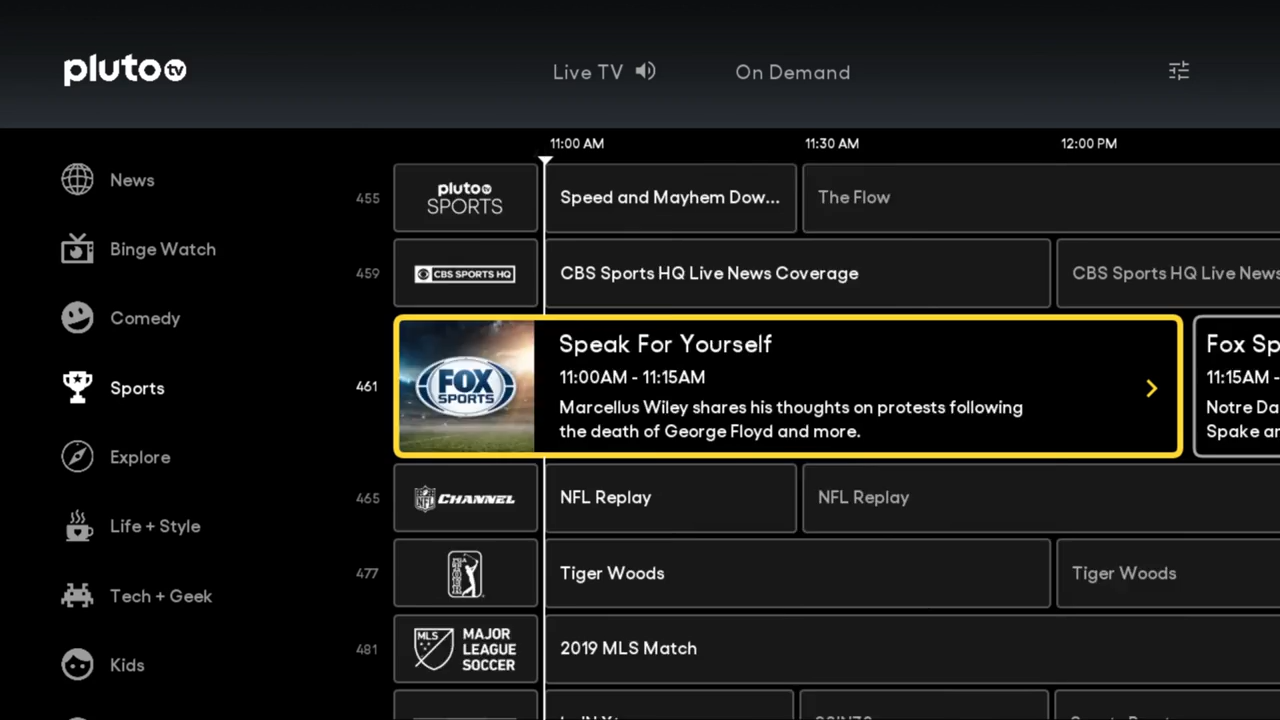 pluto tv
Live TV
On Demand
11:00 AM
11:30 AM
12:00 PM
News
Binge Watch
Comedy
Sports
Explore
Life + Style
Tech + Geek
Kids
455
pluto tv
SPORTS
Speed and Mayhem Dow...
The Flow
459
CBS SPORTS HQ
CBS Sports HQ Live News Coverage
CBS Sports HQ Live News
461
FOX
SPORTS
Speak For Yourself
11:00AM - 11:15AM
Marcellus Wiley shares his thoughts on protests following
the death of George Floyd and more.
Fox Sp
11:15AM -
Notre Da
Spake an
465
NFL CHANNEL
NFL Replay
NFL Replay
477
Tiger Woods
Tiger Woods
481
MLS
MAJOR
LEAGUE
SOCCER
2019 MLS Match